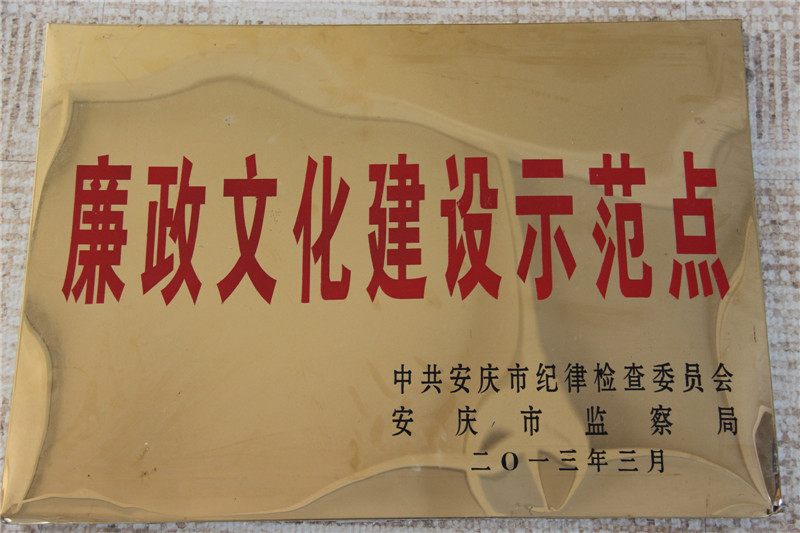 廉政文化建设示范点
中共安庆市纪律检查委员会
安庆市监察局
二〇一三年三月